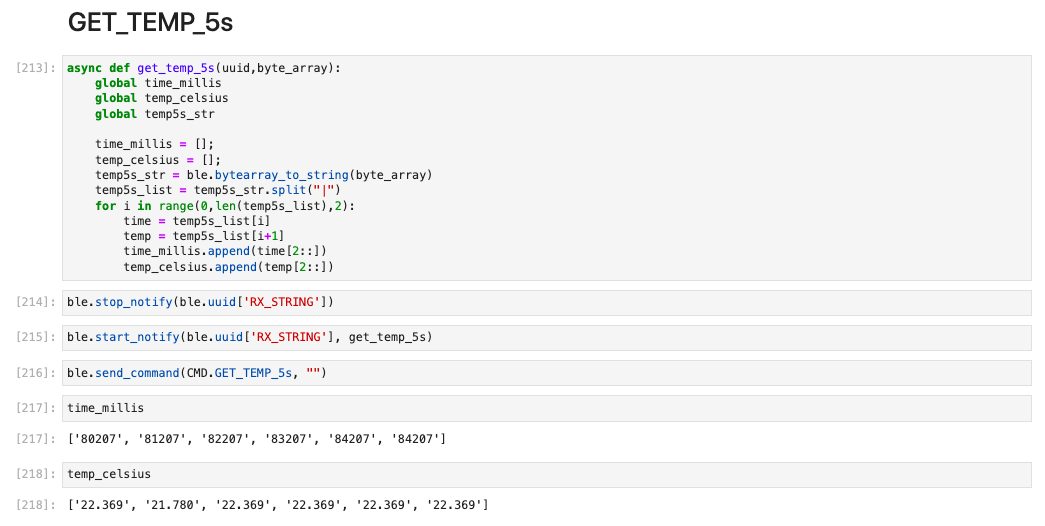 GET_TEMP_5s
[213]: async def get_temp_5s(uuid,byte_array):
    global time_millis
    global temp_celsius
    global temp5s_str

    time_millis = [];
    temp_celsius = [];
    temp5s_str = ble.bytearray_to_string(byte_array)
    temp5s_list = temp5s_str.split("|")
    for i in range(0,len(temp5s_list),2):
        time = temp5s_list[i]
        temp = temp5s_list[i+1]
        time_millis.append(time[2::])
        temp_celsius.append(temp[2::])
[214]: ble.stop_notify(ble.uuid['RX_STRING'])
[215]: ble.start_notify(ble.uuid['RX_STRING'], get_temp_5s)
[216]: ble.send_command(CMD.GET_TEMP_5s, "")
[217]: time_millis
[217]: ['80207', '81207', '82207', '83207', '84207', '84207']
[218]: temp_celsius
[218]: ['22.369', '21.780', '22.369', '22.369', '22.369', '22.369']